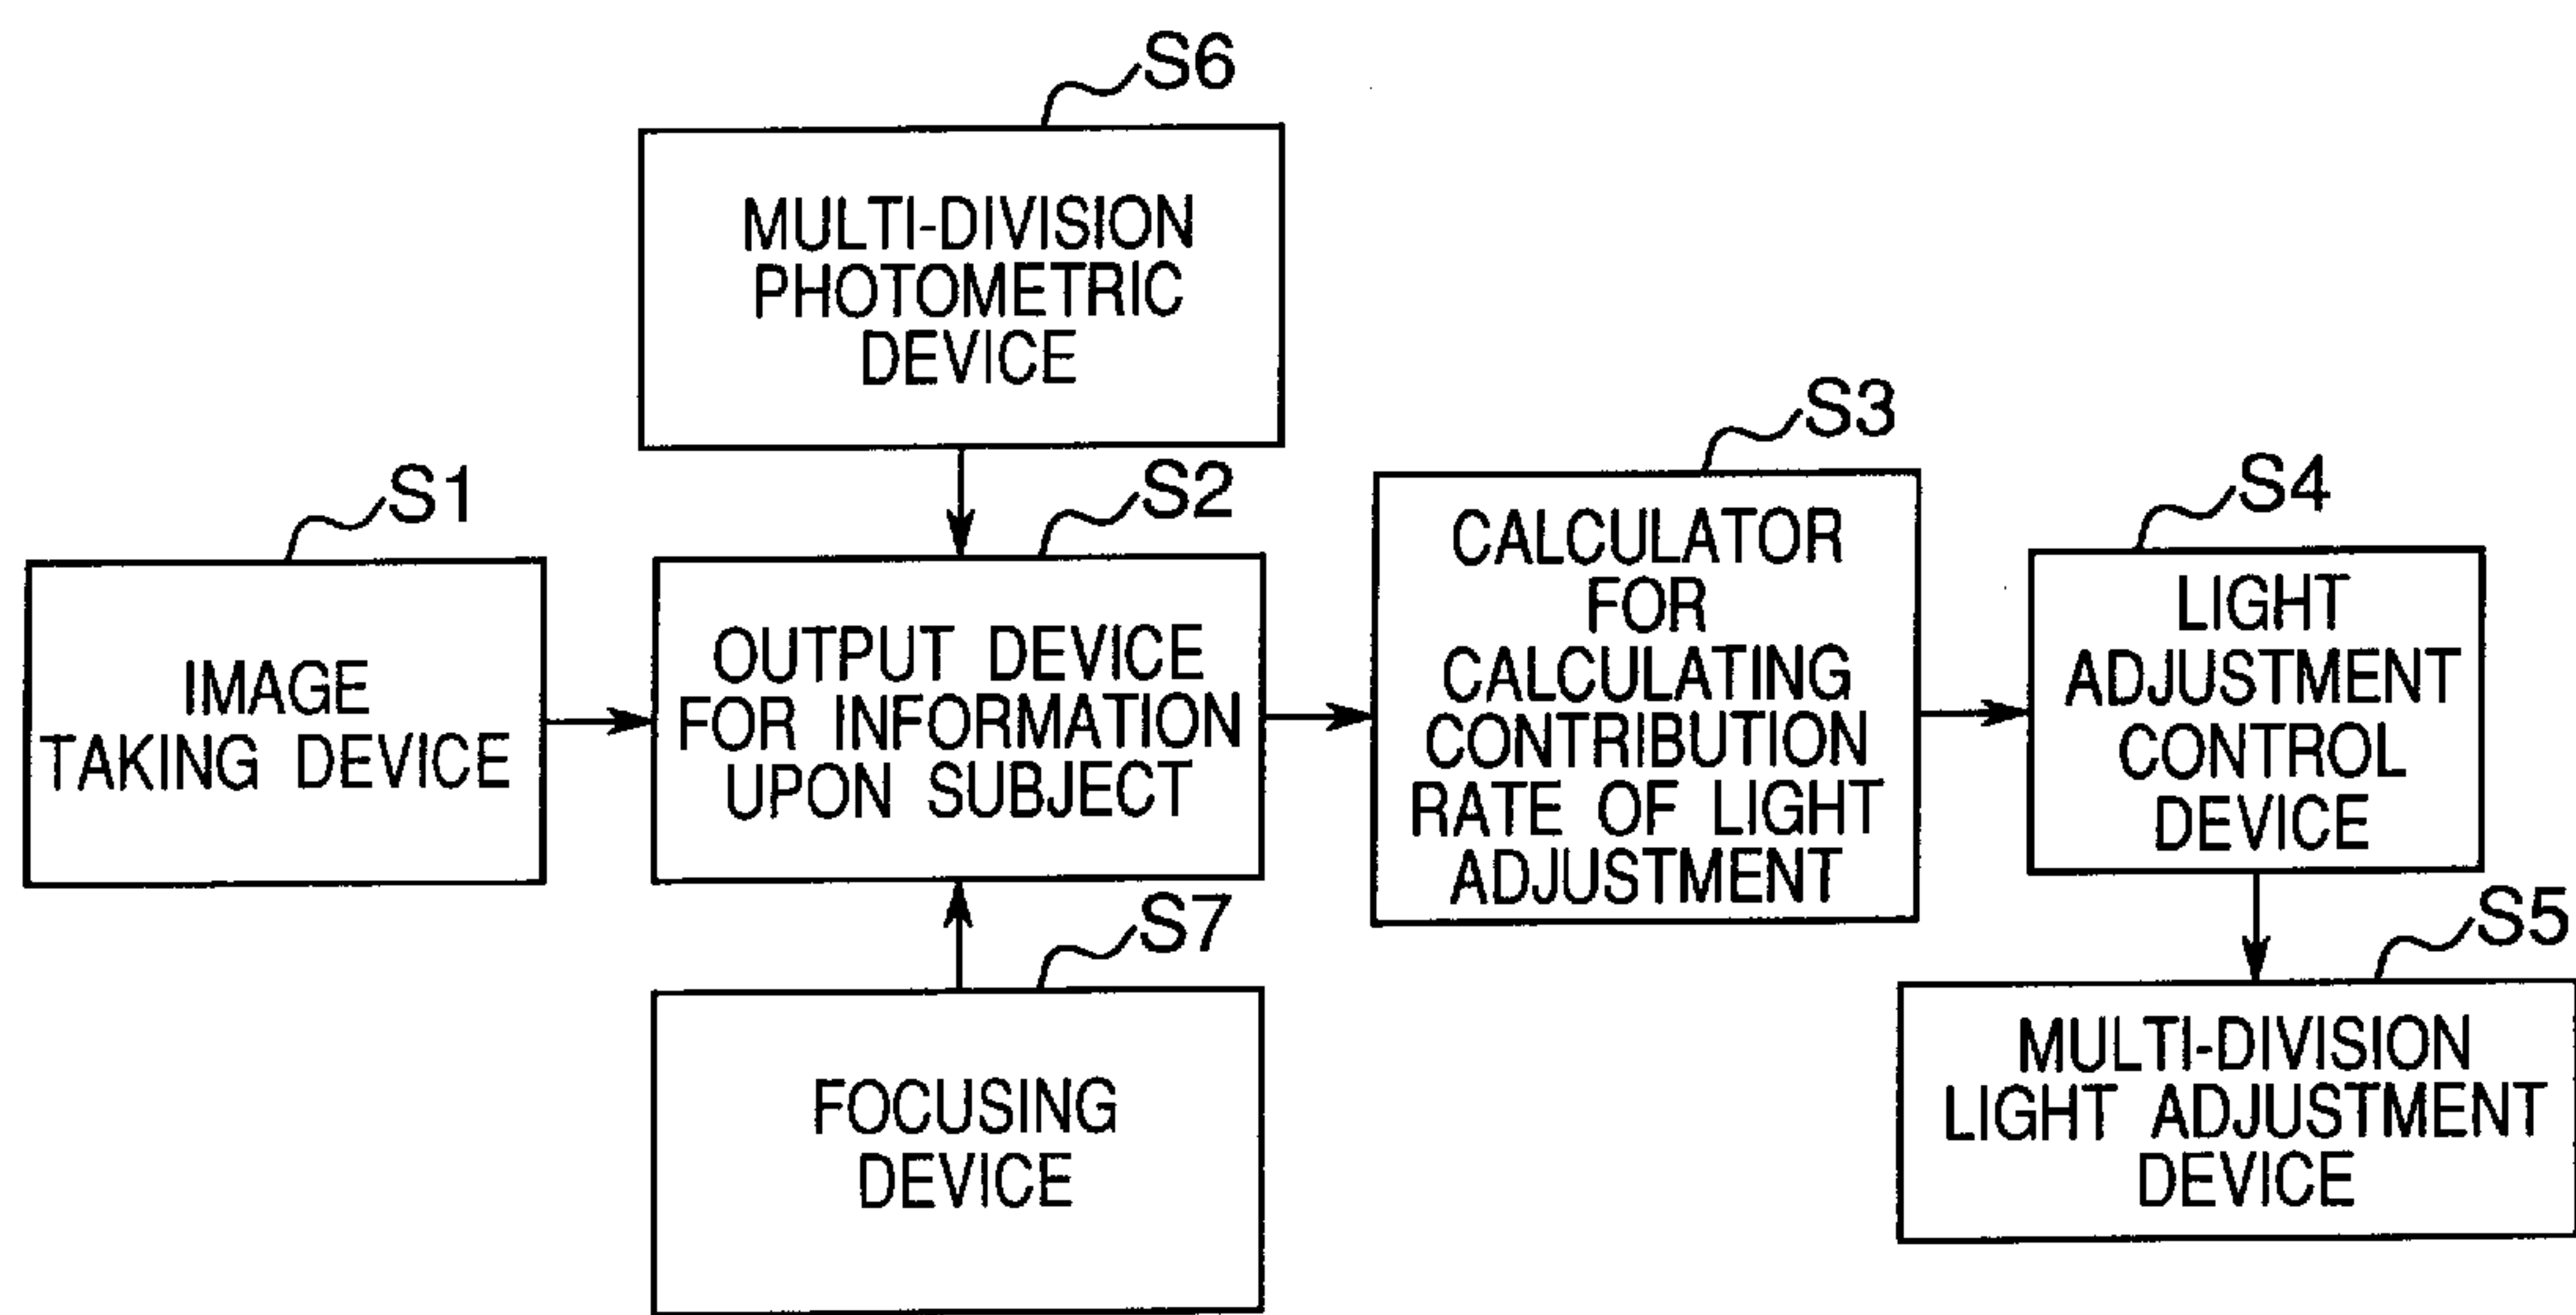 S6
MULTI-DIVISION
PHOTOMETRIC
DEVICE
S1
IMAGE
TAKING DEVICE
S2
OUTPUT DEVICE
FOR INFORMATION
UPON SUBJECT
S3
CALCULATOR
FOR
CALCULATING
CONTRIBUTION
RATE OF LIGHT
ADJUSTMENT
S4
LIGHT
ADJUSTMENT
CONTROL
DEVICE
S7
FOCUSING
DEVICE
S5
MULTI-DIVISION
LIGHT ADJUSTMENT
DEVICE